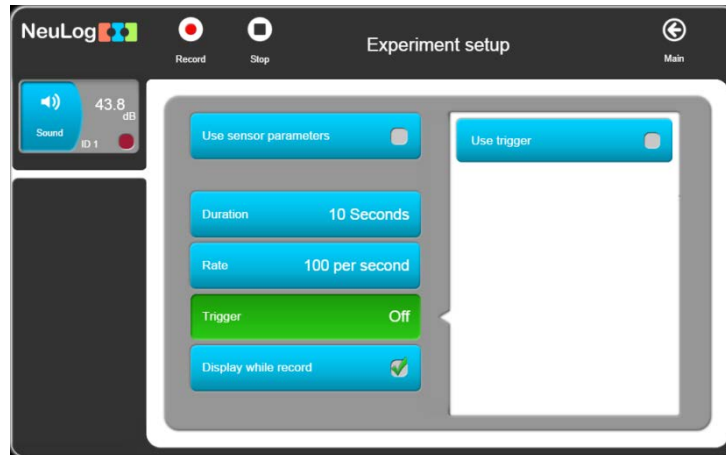 NeuLog
Record
Stop
Experiment setup
Main
43.8
dB
Sound
ID 1
Use sensor parameters
Duration 10 Seconds
Rate 100 per second
Trigger Off
Display while record
Use trigger